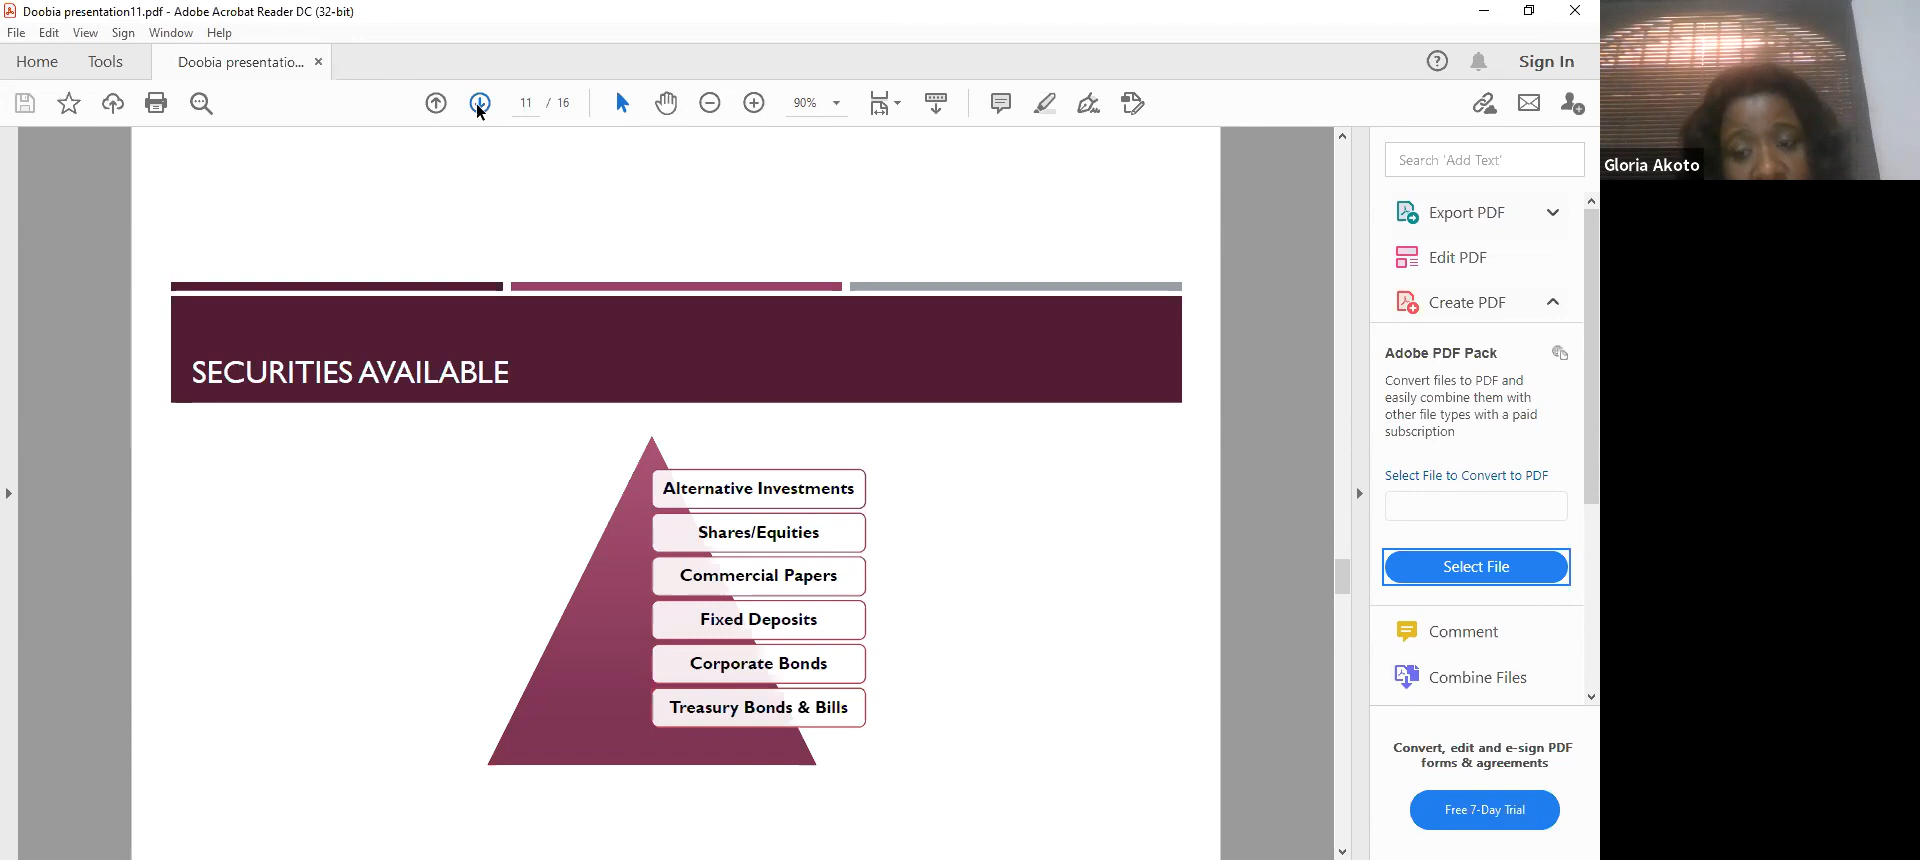 Doobia presentation11.pdf - Adobe Acrobat Reader DC (32-bit)
File Edit View Sign Window Help
Home Tools Doobia presentatio... × Sign In
11 / 16 90%
SECURITIES AVAILABLE
Alternative Investments
Shares/Equities
Commercial Papers
Fixed Deposits
Corporate Bonds
Treasury Bonds & Bills
Search 'Add Text'
Export PDF
Edit PDF
Create PDF
Adobe PDF Pack
Convert files to PDF and
easily combine them with
other file types with a paid
subscription
Select File to Convert to PDF
Select File
Comment
Combine Files
Convert, edit and e-sign PDF
forms & agreements
Free 7-Day Trial
Gloria Akoto